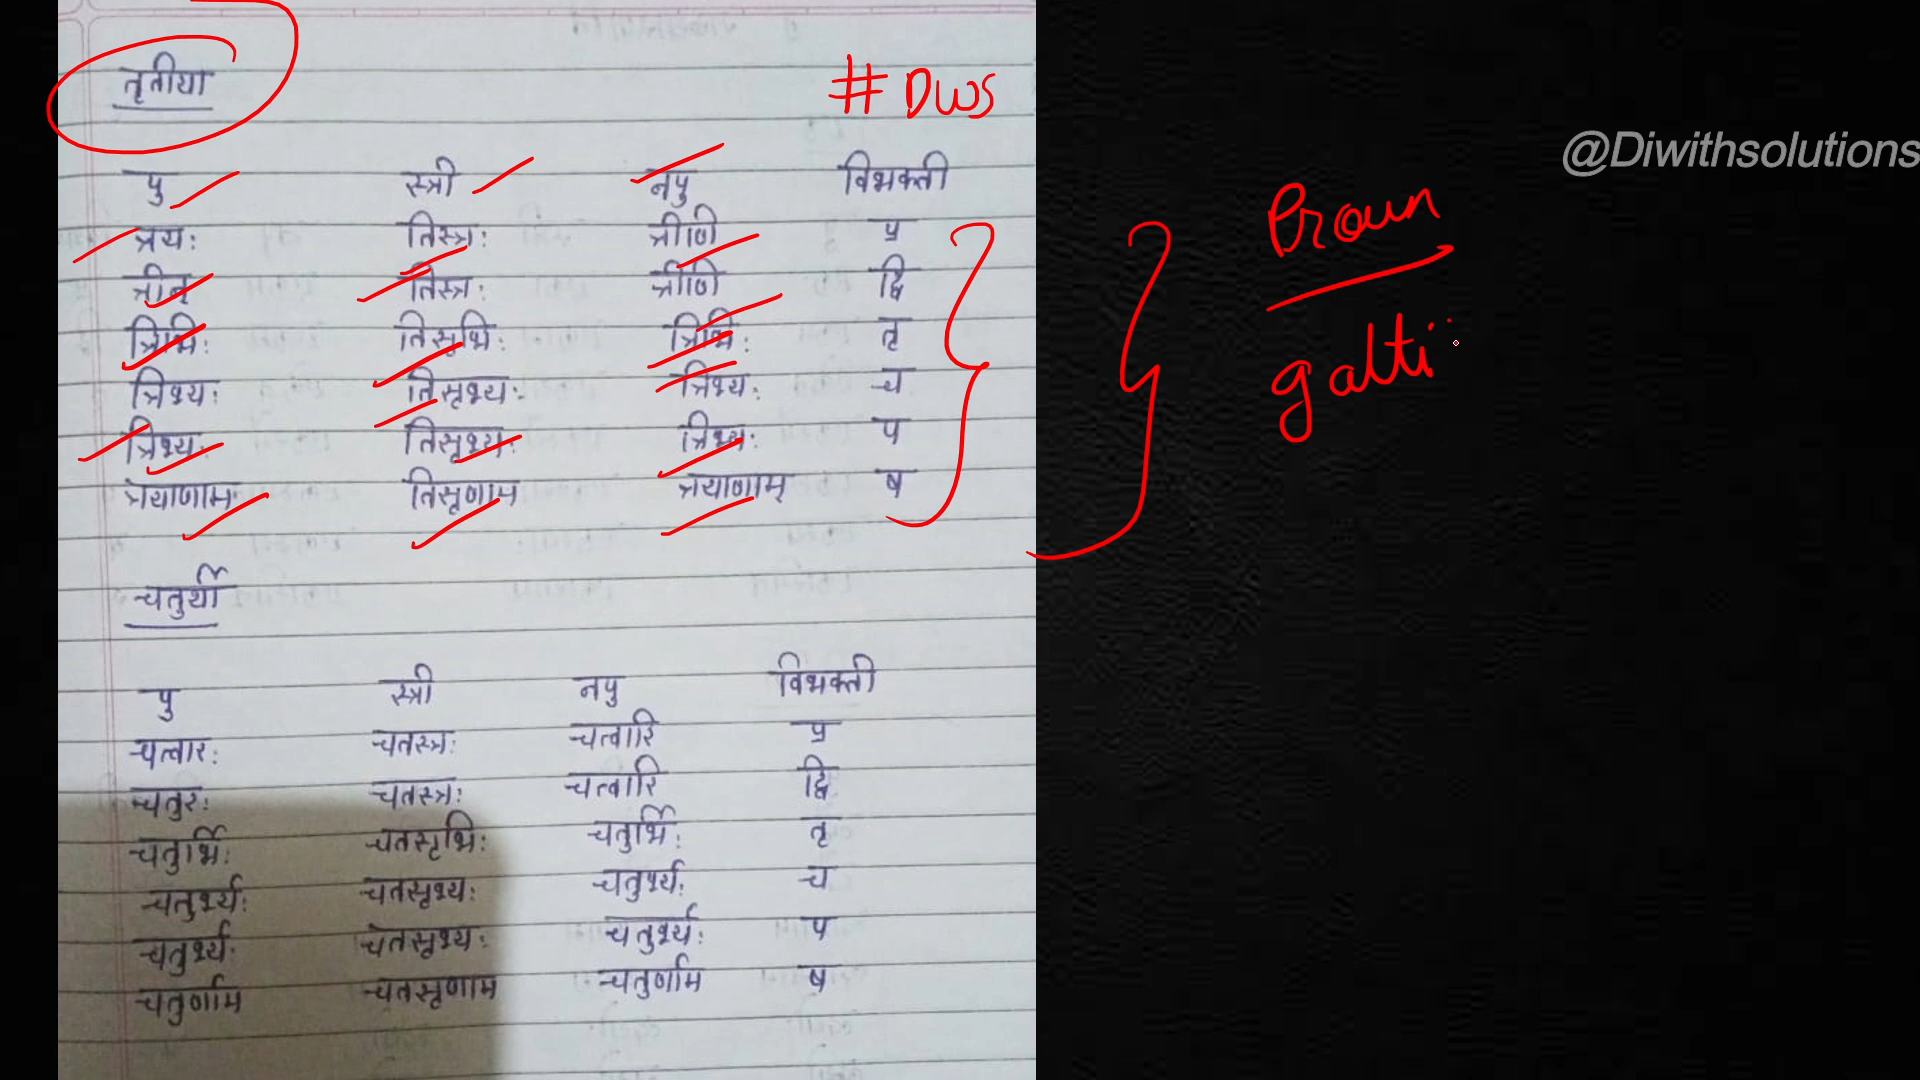 तृतीया
# DWS
@Diwithsolutions
पु स्त्री नपु विभक्ती
त्रयः तिस्त्रः त्रीणि प्र
त्रीन् तिस्त्रः त्रीणि द्वि
त्रिभिः तिसृभिः त्रिभिः तृ
त्रिभ्यः तिसृभ्यः त्रिभ्यः च
त्रिभ्यः तिसृभ्यः त्रिभ्यः प
त्रयाणाम तिसृणाम त्रयाणाम् ष
Proun
galti
चतुर्थी
पु स्त्री नपु विभक्ती
चत्वारः चतस्त्रः चत्वारि प्र
चतुरः चतस्त्रः चत्वारि द्वि
चतुर्भिः चतसृभिः चतुर्भिः तृ
चतुर्भ्यः चतसृभ्यः चतुर्भ्यः च
चतुर्भ्यः चेतसृभ्यः चतुर्भ्यः प
चतुर्णाम चतसृणाम चतुर्णाम ष